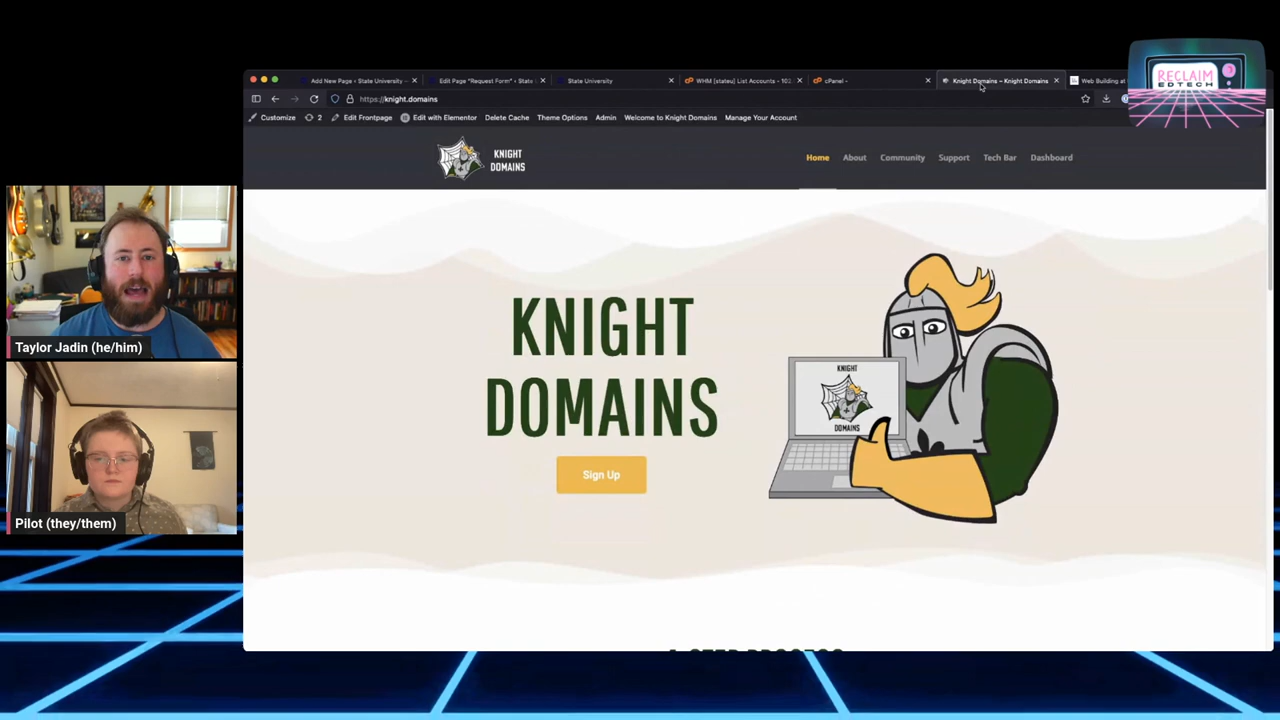 RECLAIM
EDTECH
Add New Page ‹ State University —
Edit Page "Request Form" ‹ State
State University
WHM [stateu] List Accounts - 102.
cPanel -
Knight Domains – Knight Domains
Web Building at
https://knight.domains
Customize
2
Edit Frontpage
Edit with Elementor
Delete Cache
Theme Options
Admin
Welcome to Knight Domains
Manage Your Account
KNIGHT
DOMAINS
Home
About
Community
Support
Tech Bar
Dashboard
KNIGHT
DOMAINS
Sign Up
KNIGHT
DOMAINS
Taylor Jadin (he/him)
Pilot (they/them)